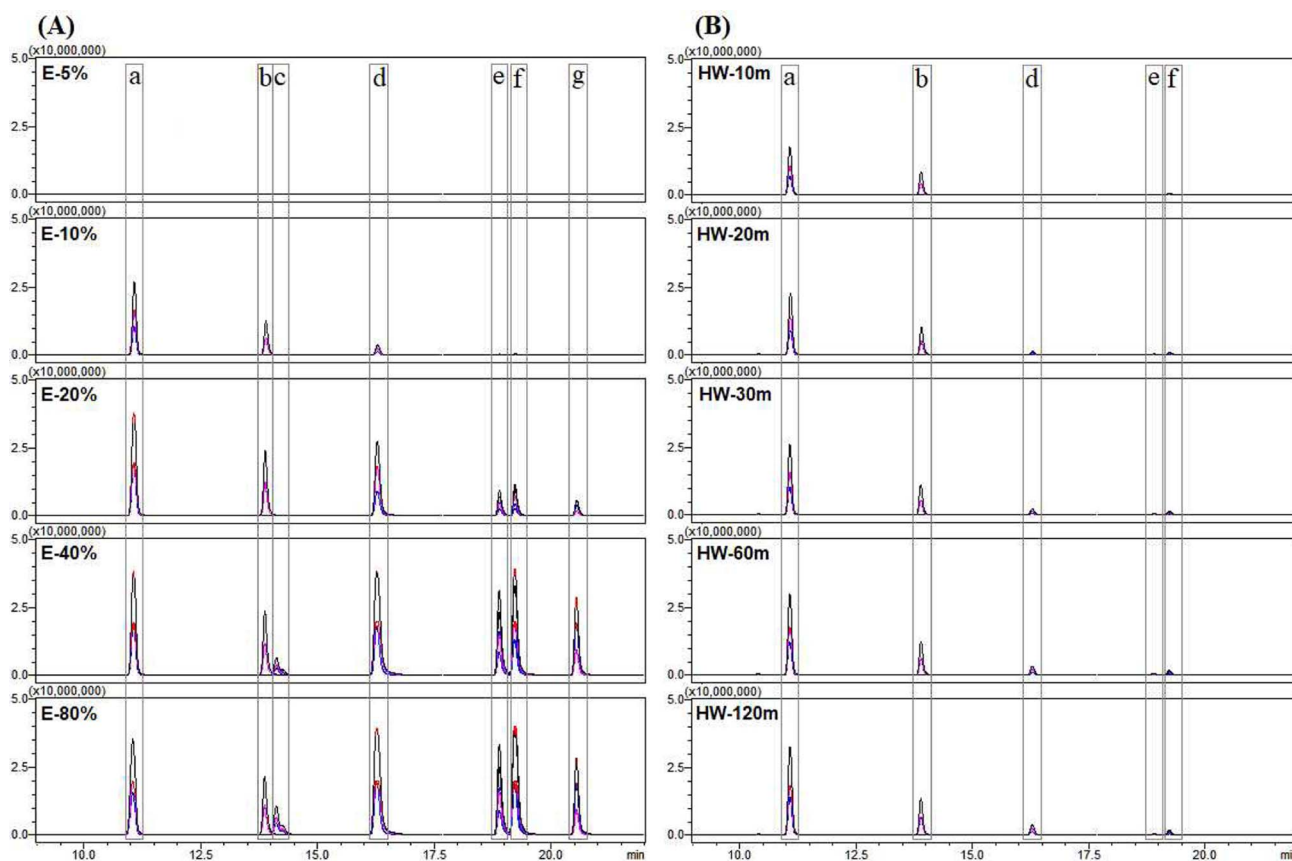 (A)
(x10,000,000)
5.0
2.5
0.0
E-5%
a
b
c
d
e
f
g
(x10,000,000)
5.0
2.5
0.0
E-10%
(x10,000,000)
5.0
2.5
0.0
E-20%
(x10,000,000)
5.0
2.5
0.0
E-40%
(x10,000,000)
5.0
2.5
0.0
E-80%
10.0 12.5 15.0 17.5 20.0 min
(B)
(x10,000,000)
5.0
2.5
0.0
HW-10m
a
b
d
e
f
(x10,000,000)
5.0
2.5
0.0
HW-20m
(x10,000,000)
5.0
2.5
0.0
HW-30m
(x10,000,000)
5.0
2.5
0.0
HW-60m
(x10,000,000)
5.0
2.5
0.0
HW-120m
10.0 12.5 15.0 17.5 20.0 min